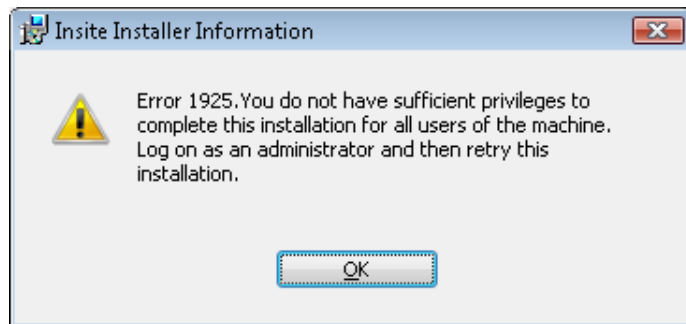 Insite Installer Information
Error 1925.You do not have sufficient privileges to
complete this installation for all users of the machine.
Log on as an administrator and then retry this
installation.
OK